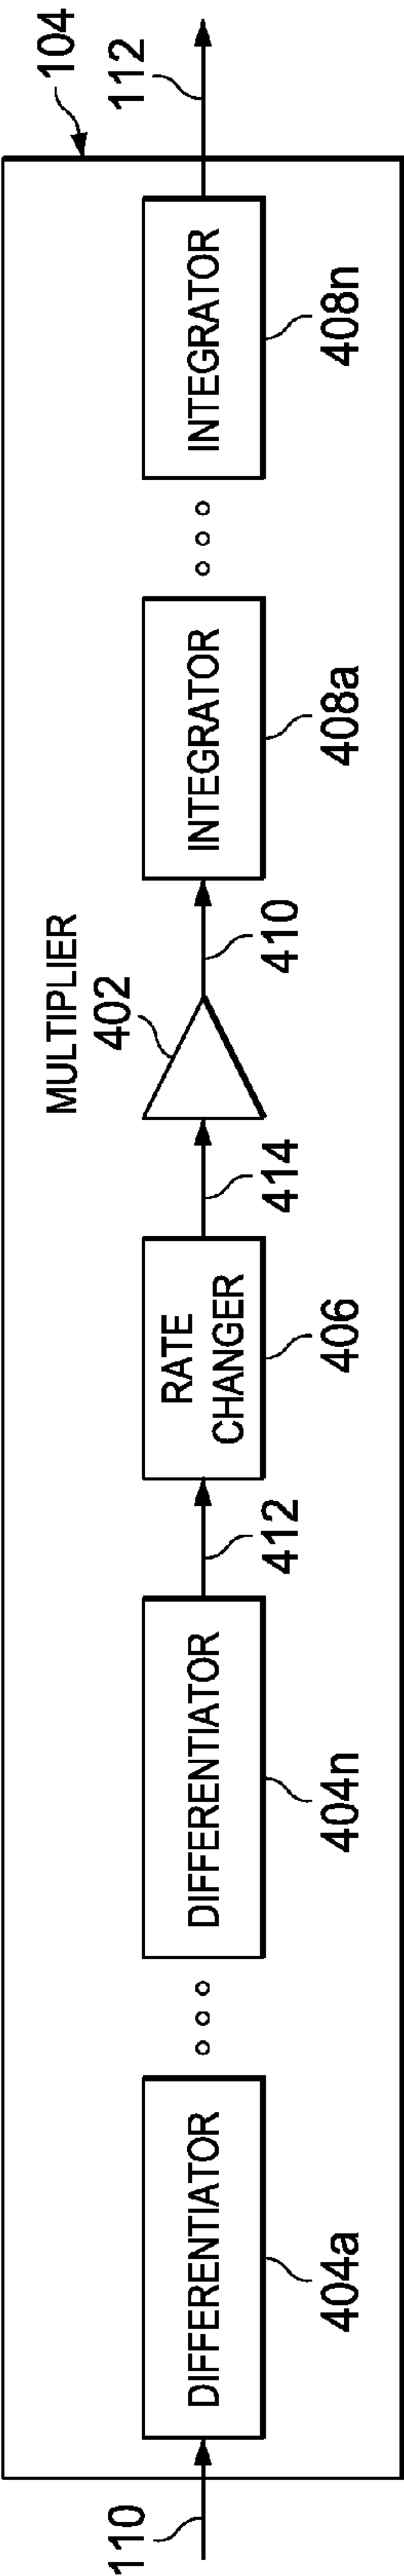 104
112
110
DIFFERENTIATOR
404a
DIFFERENTIATOR
404n
412
RATE
CHANGER
406
414
MULTIPLIER
402
410
INTEGRATOR
408a
INTEGRATOR
408n